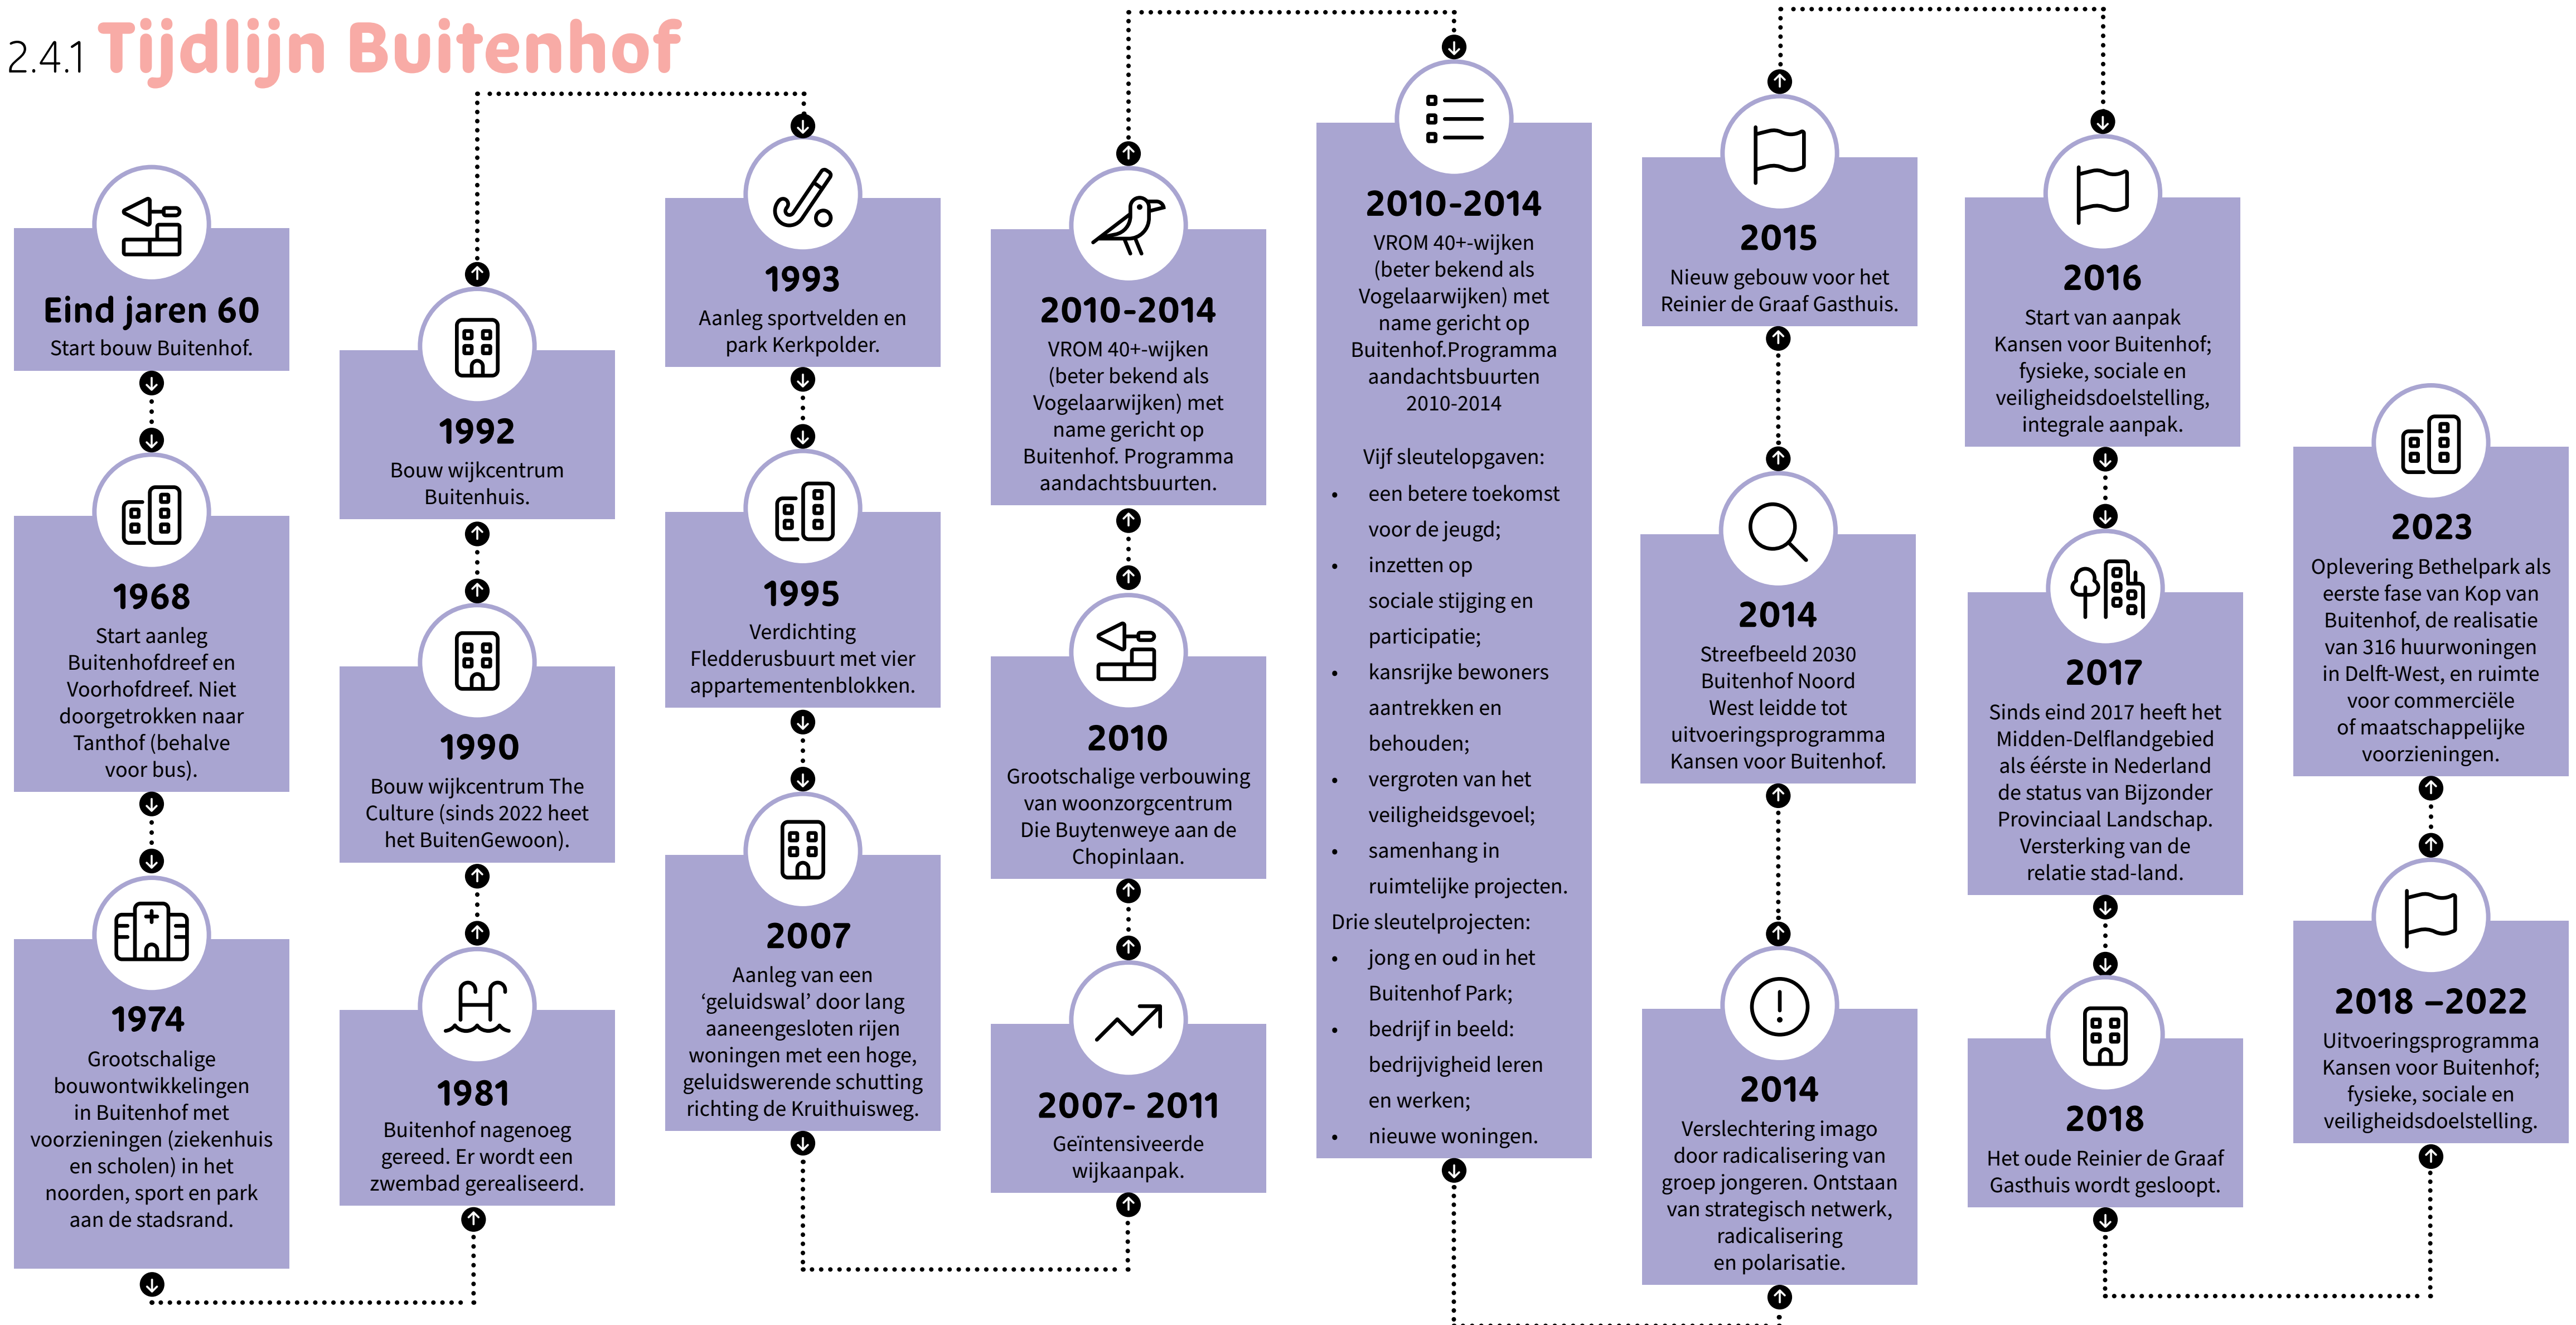 2.4.1 Tijdlijn Buitenhof
Eind jaren 60
Start bouw Buitenhof.
1968
Start aanleg
Buitenhofdreef en
Voorhofdreef. Niet
doorgetrokken naar
Tanthof (behalve
voor bus).
1974
Grootschalige
bouwontwikkelingen
in Buitenhof met
voorzieningen (ziekenhuis
en scholen) in het
noorden, sport en park
aan de stadsrand.
1981
Buitenhof nagenoeg
gereed. Er wordt een
zwembad gerealiseerd.
1990
Bouw wijkcentrum The
Culture (sinds 2022 heet
het BuitenGewoon).
1992
Bouw wijkcentrum
Buitenhuis.
1993
Aanleg sportvelden en
park Kerkpolder.
1995
Verdichting
Fledderusbuurt met vier
appartementenblokken.
2007
Aanleg van een
‘geluidswal’ door lang
aaneengesloten rijen
woningen met een hoge,
geluidswerende schutting
richting de Kruithuisweg.
2007- 2011
Geïntensiveerde
wijkaanpak.
2010
Grootschalige verbouwing
van woonzorgcentrum
Die Buytenweye aan de
Chopinlaan.
2010-2014
VROM 40+-wijken
(beter bekend als
Vogelaarwijken) met
name gericht op
Buitenhof. Programma
aandachtsbuurten.
2010-2014
VROM 40+-wijken
(beter bekend als
Vogelaarwijken) met
name gericht op
Buitenhof.Programma
aandachtsbuurten
2010-2014
Vijf sleutelopgaven:
• een betere toekomst
voor de jeugd;
• inzetten op
sociale stijging en
participatie;
• kansrijke bewoners
aantrekken en
behouden;
• vergroten van het
veiligheidsgevoel;
• samenhang in
ruimtelijke projecten.
Drie sleutelprojecten:
• jong en oud in het
Buitenhof Park;
• bedrijf in beeld:
bedrijvigheid leren
en werken;
• nieuwe woningen.
2014
Verslechtering imago
door radicalisering van
groep jongeren. Ontstaan
van strategisch netwerk,
radicalisering
en polarisatie.
2014
Streefbeeld 2030
Buitenhof Noord
West leidde tot
uitvoeringsprogramma
Kansen voor Buitenhof.
2015
Nieuw gebouw voor het
Reinier de Graaf Gasthuis.
2016
Start van aanpak
Kansen voor Buitenhof;
fysieke, sociale en
veiligheidsdoelstelling,
integrale aanpak.
2017
Sinds eind 2017 heeft het
Midden-Delflandgebied
als éérste in Nederland
de status van Bijzonder
Provinciaal Landschap.
Versterking van de
relatie stad-land.
2018
Het oude Reinier de Graaf
Gasthuis wordt gesloopt.
2018 –2022
Uitvoeringsprogramma
Kansen voor Buitenhof;
fysieke, sociale en
veiligheidsdoelstelling.
2023
Oplevering Bethelpark als
eerste fase van Kop van
Buitenhof, de realisatie
van 316 huurwoningen
in Delft-West, en ruimte
voor commerciële
of maatschappelijke
voorzieningen.